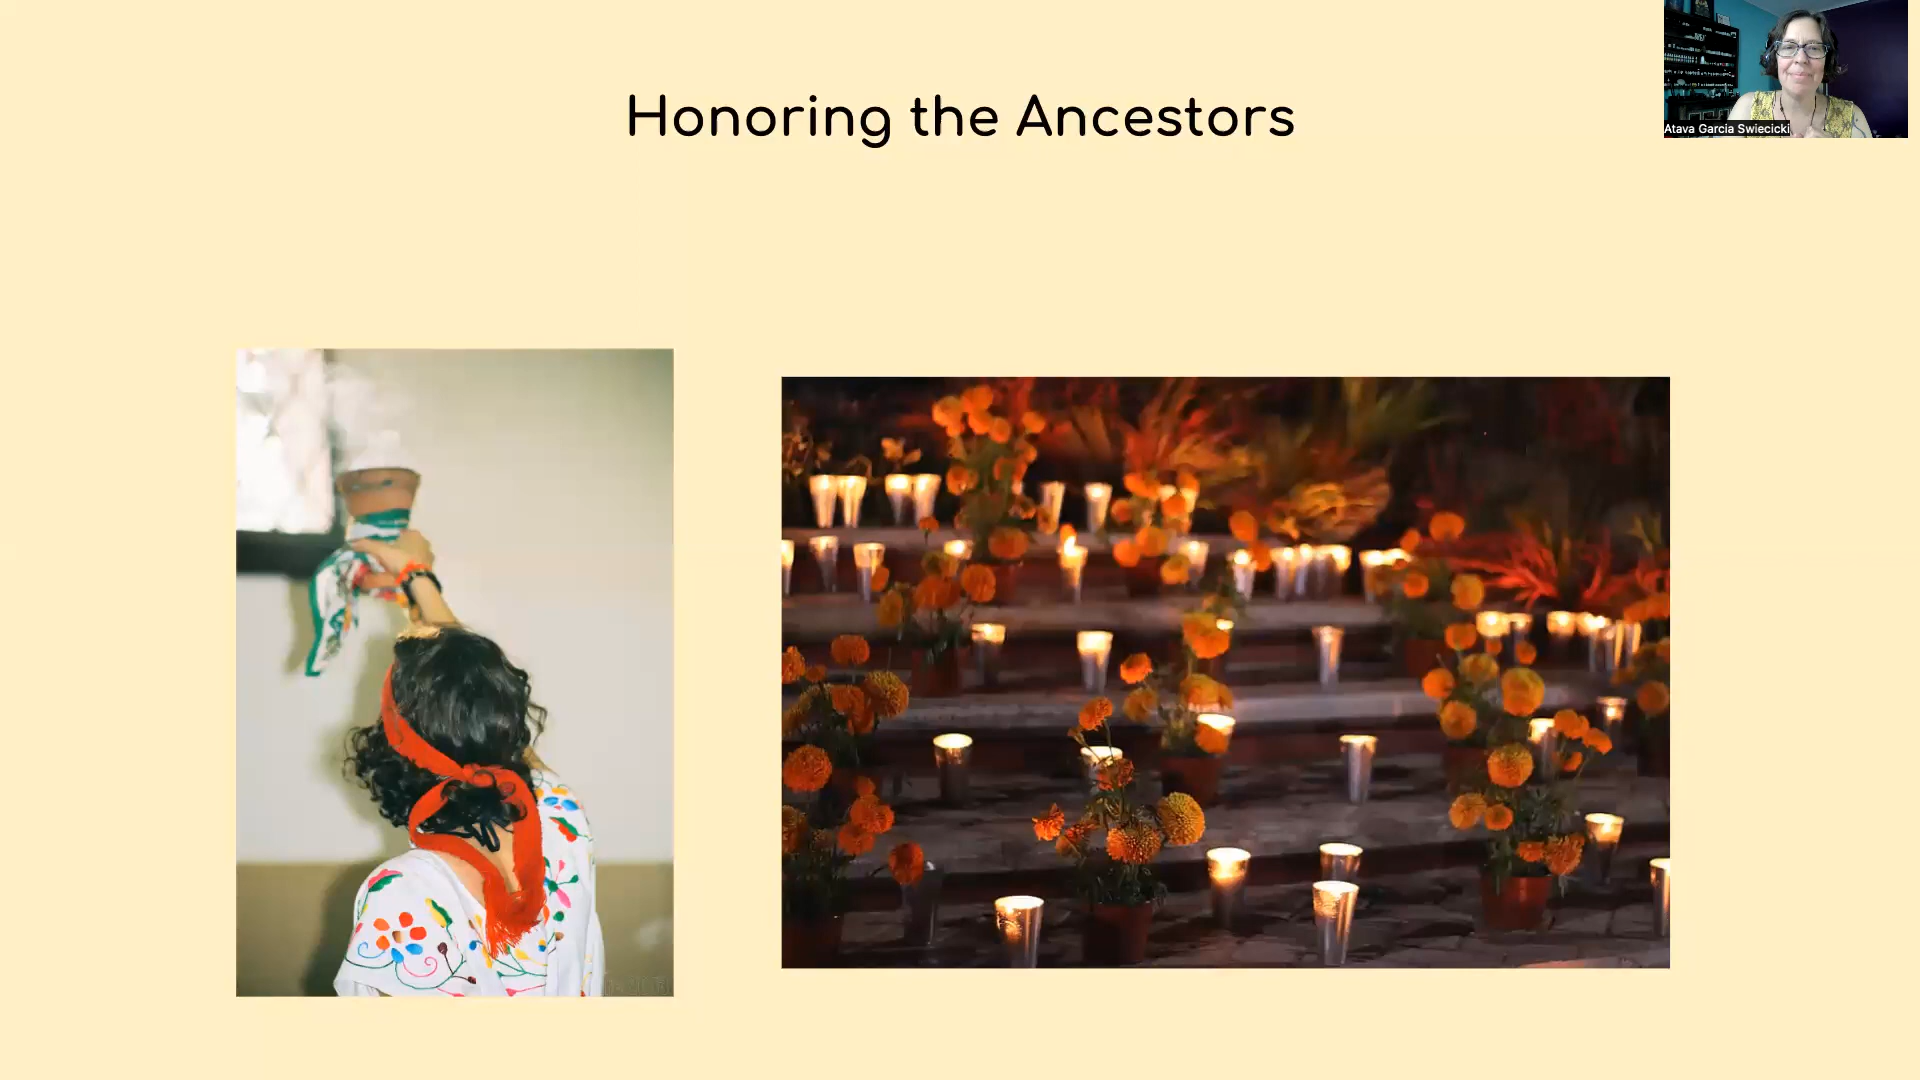 Honoring the Ancestors
Atava Garcia Swiecicki